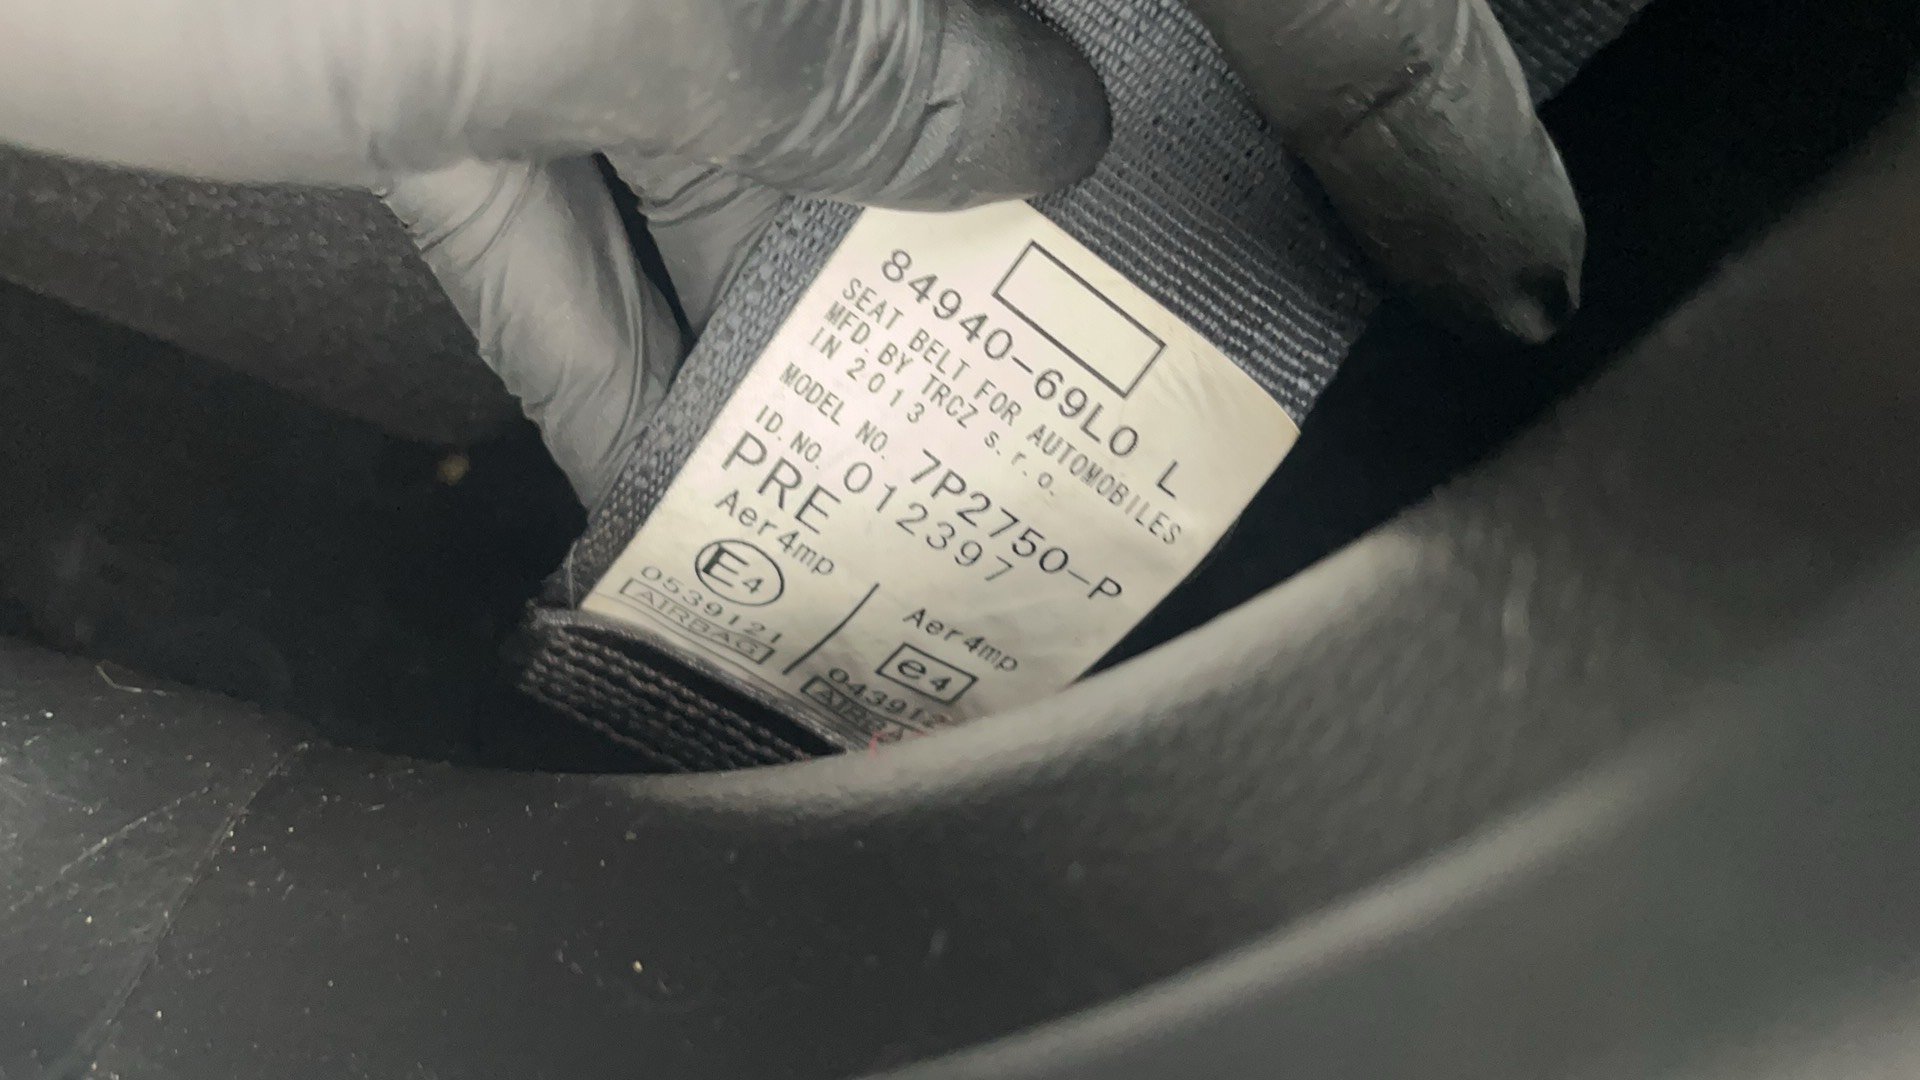 84940-69L0 L
SEAT BELT FOR AUTOMOBILES
MFD. BY TRCZ s.r.o.
IN 2013
MODEL NO. 7P2750-P
ID. NO. 012397
PRE
Aer4mp
E4
0539121
AIRBAG
Aer4mp
e4